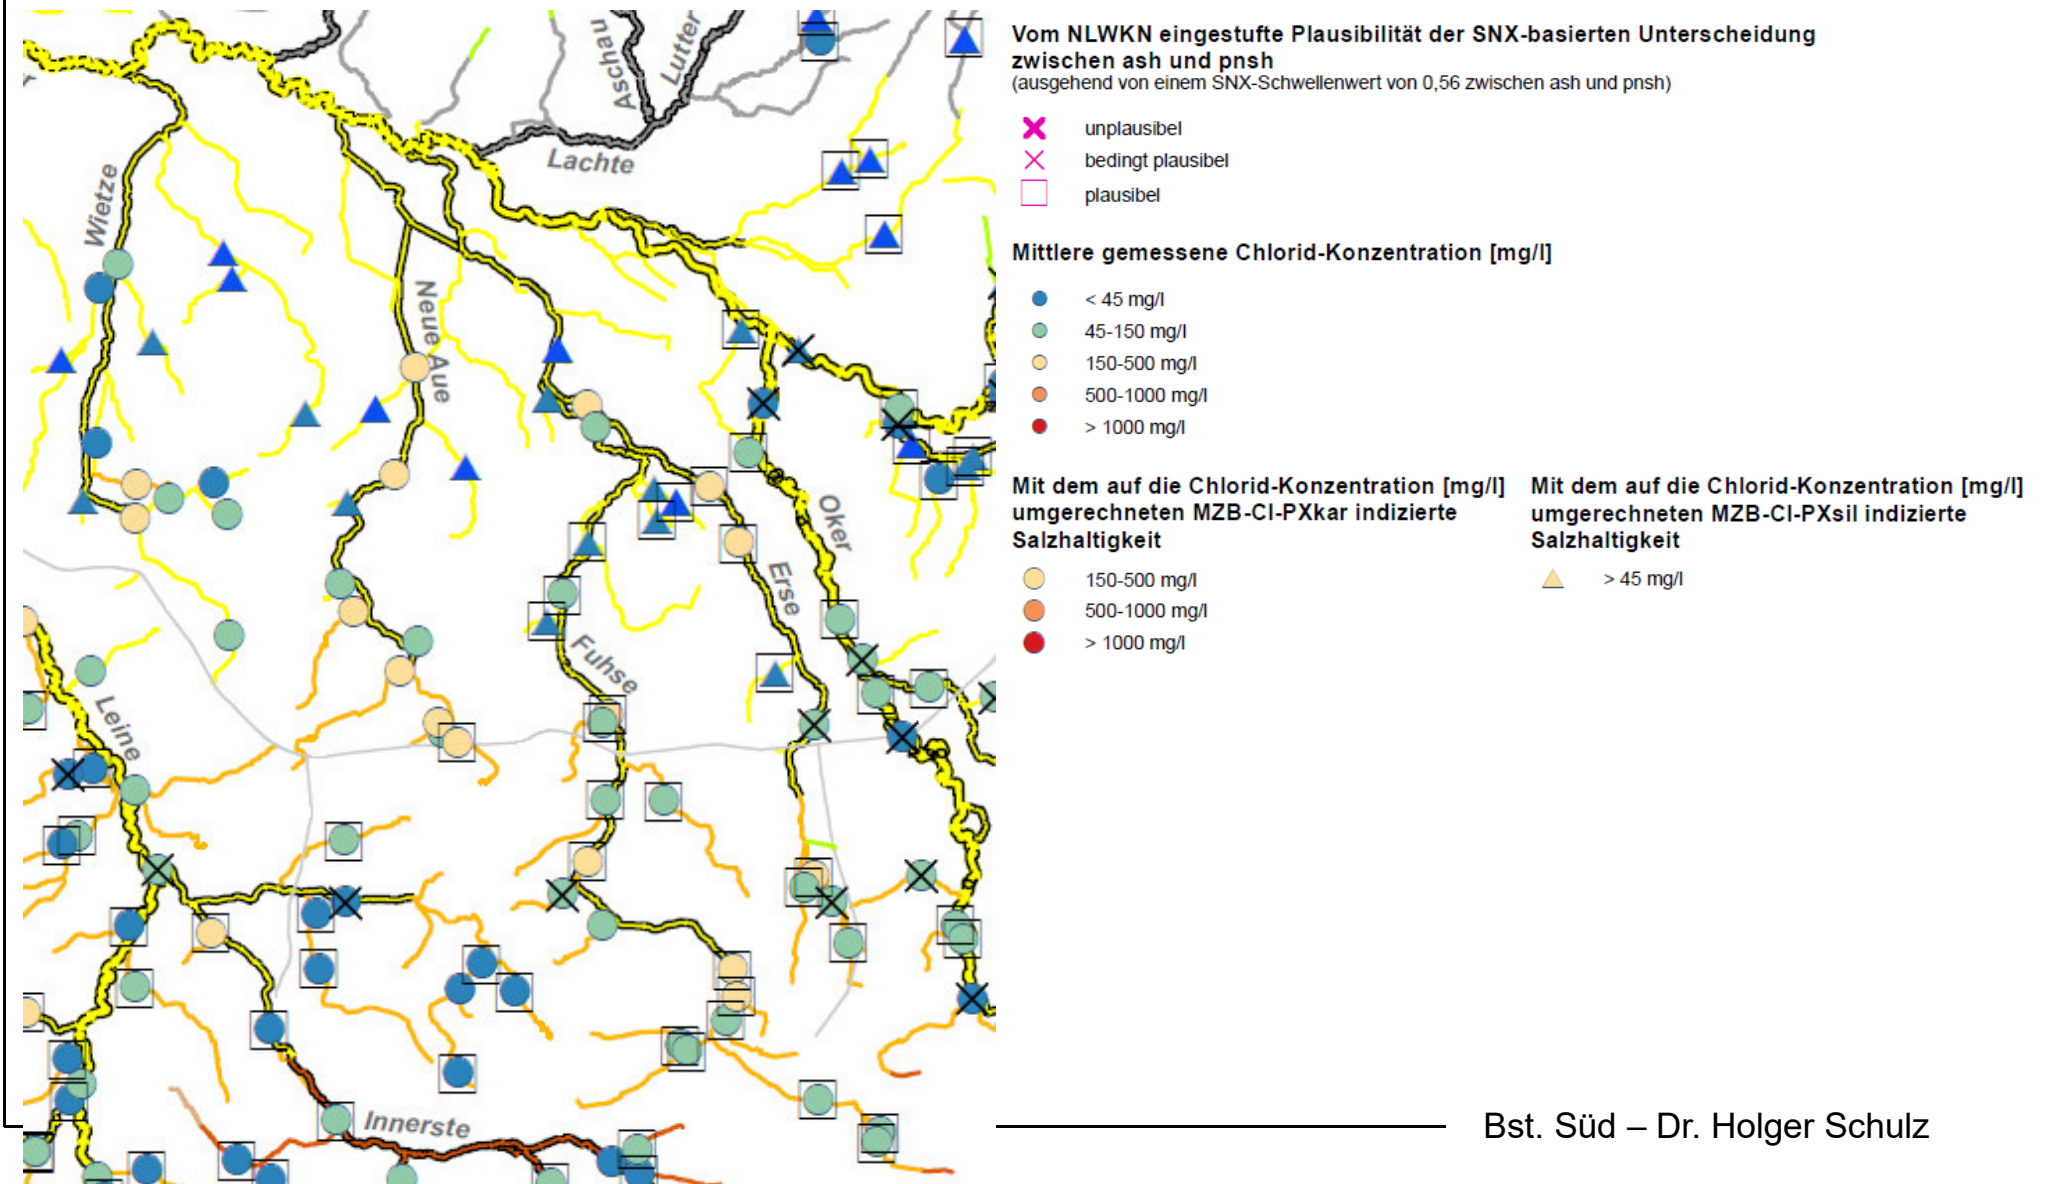 Aschau
Lutter
Lachte
Wietze
Neue Aue
Oker
Erse
Fuhse
Leine
Innerste
Vom NLWKN eingestufte Plausibilität der SNX-basierten Unterscheidung
zwischen ash und pnsh
(ausgehend von einem SNX-Schwellenwert von 0,56 zwischen ash und pnsh)
unplausibel
bedingt plausibel
plausibel
Mittlere gemessene Chlorid-Konzentration [mg/l]
< 45 mg/l
45-150 mg/l
150-500 mg/l
500-1000 mg/l
> 1000 mg/l
Mit dem auf die Chlorid-Konzentration [mg/l]
umgerechneten MZB-Cl-PXkar indizierte
Salzhaltigkeit
150-500 mg/l
500-1000 mg/l
> 1000 mg/l
Mit dem auf die Chlorid-Konzentration [mg/l]
umgerechneten MZB-Cl-PXsil indizierte
Salzhaltigkeit
> 45 mg/l
Bst. Süd – Dr. Holger Schulz